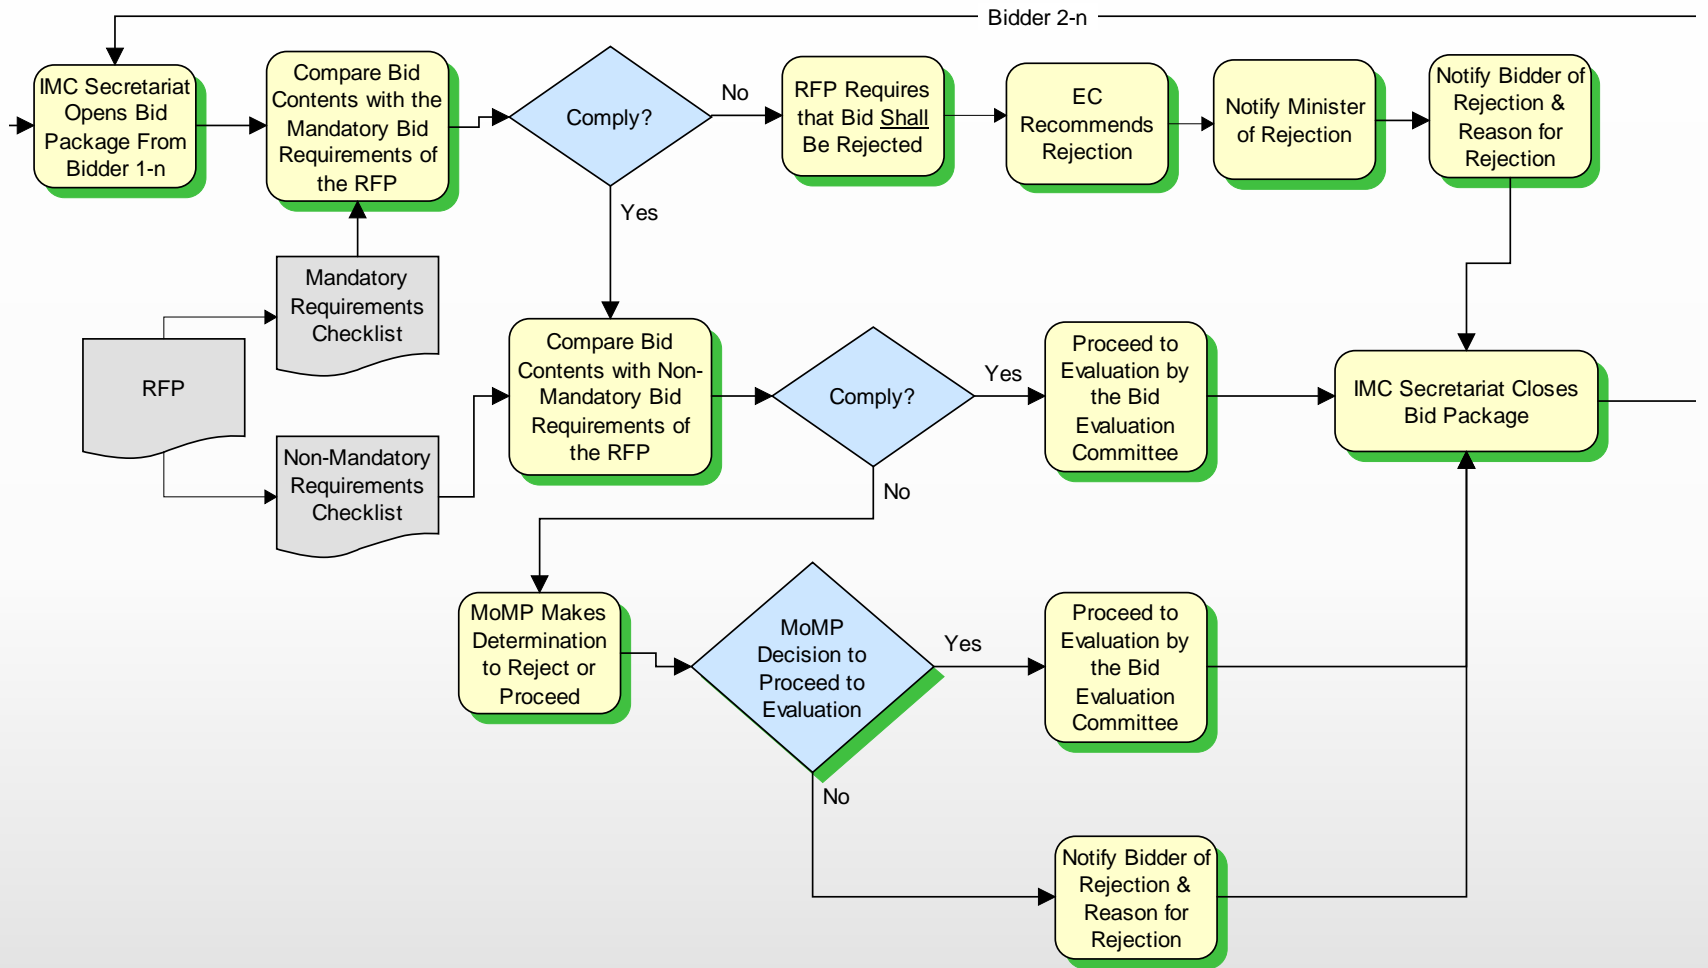 Bidder 2-n
IMC Secretariat
Opens Bid
Package From
Bidder 1-n
Compare Bid
Contents with the
Mandatory Bid
Requirements of
the RFP
Comply?
No
Yes
RFP Requires
that Bid Shall
Be Rejected
EC
Recommends
Rejection
Notify Minister
of Rejection
Notify Bidder of
Rejection &
Reason for
Rejection
Mandatory
Requirements
Checklist
RFP
Non-Mandatory
Requirements
Checklist
Compare Bid
Contents with Non-
Mandatory Bid
Requirements of
the RFP
Comply?
Yes
No
Proceed to
Evaluation by
the Bid
Evaluation
Committee
IMC Secretariat Closes
Bid Package
MoMP Makes
Determination
to Reject or
Proceed
MoMP
Decision to
Proceed to
Evaluation
Yes
No
Proceed to
Evaluation by
the Bid
Evaluation
Committee
Notify Bidder of
Rejection &
Reason for
Rejection